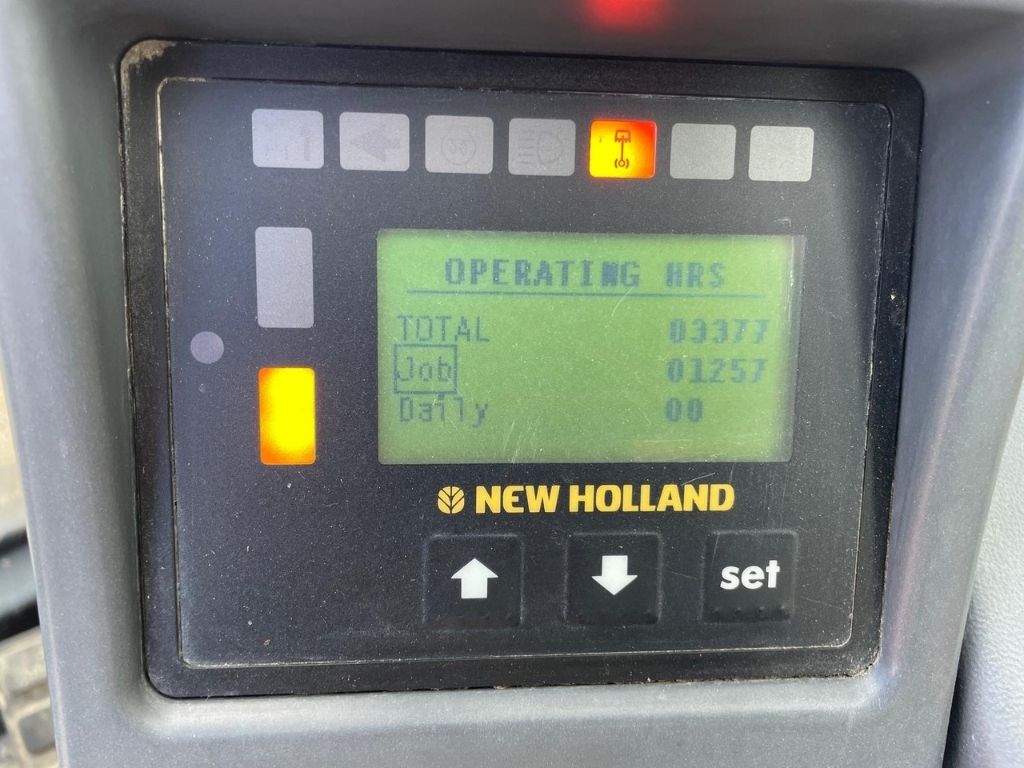 OPERATING HRS
TOTAL 03377
Job 01257
Daily 00
NEW HOLLAND
set